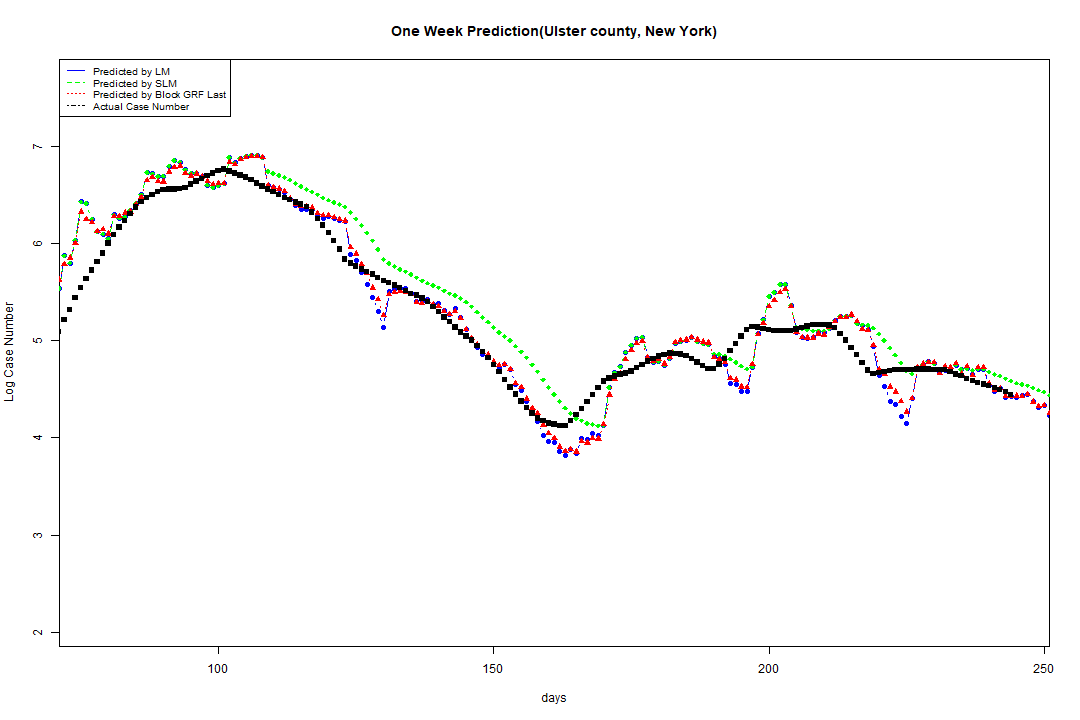 One Week Prediction(Ulster county, New York)
Predicted by LM
Predicted by SLM
Predicted by Block GRF Last
Actual Case Number
7
6
5
4
3
2
Log Case Number
100
150
200
250
days